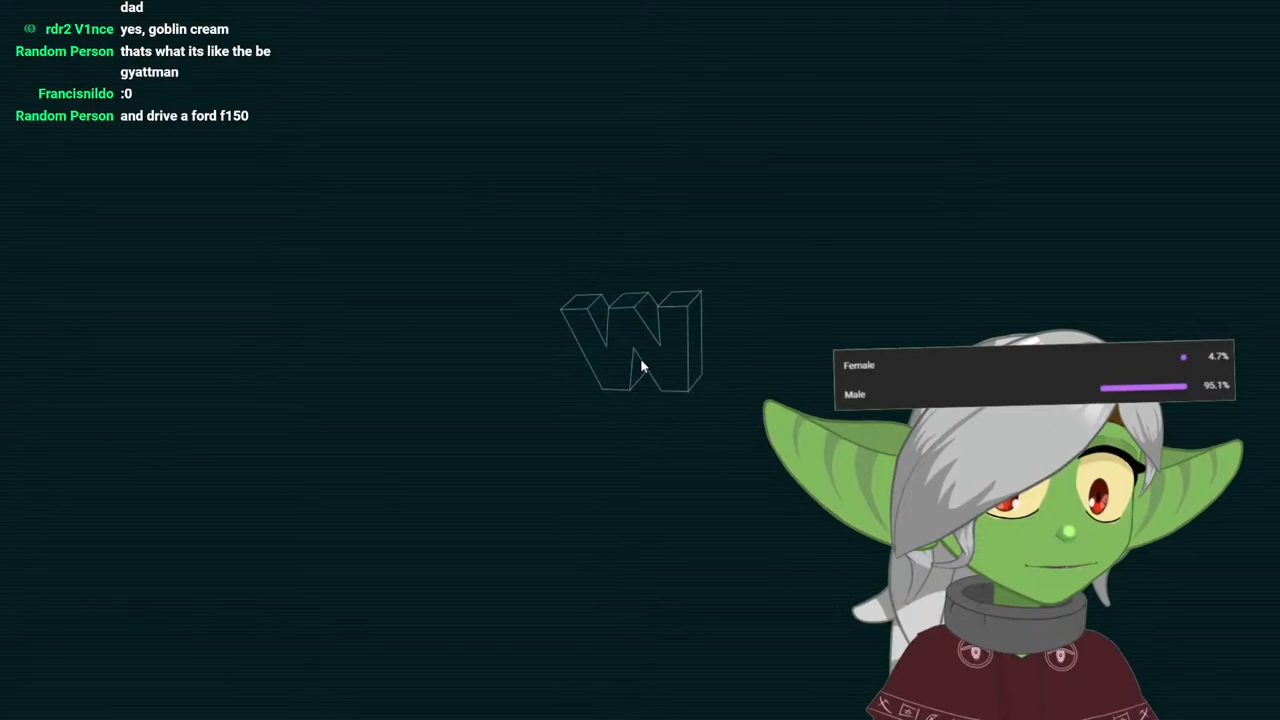 dad
rdr2 V1nce yes, goblin cream
Random Person thats what its like the be
gyattman
Francisnildo :0
Random Person and drive a ford f150
W
Female 4.7%
Male 95.1%